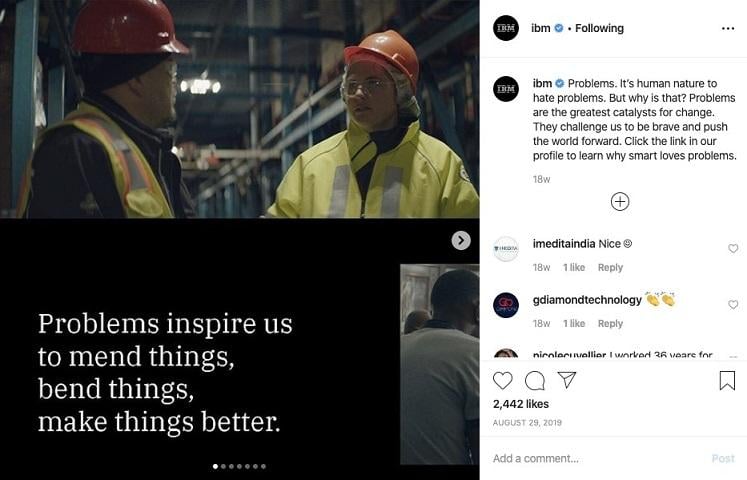 Problems inspire us
to mend things,
bend things,
make things better.
IBM
ibm • Following
IBM
ibm Problems. It's human nature to
hate problems. But why is that? Problems
are the greatest catalysts for change.
They challenge us to be brave and push
the world forward. Click the link in our
profile to learn why smart loves problems.
18w
imeditaindia Nice ☺
18w 1 like Reply
gdiamondtechnology 👏👏
18w 1 like Reply
nicolecuvellier I worked 36 years for
2,442 likes
AUGUST 29, 2019
Add a comment... Post